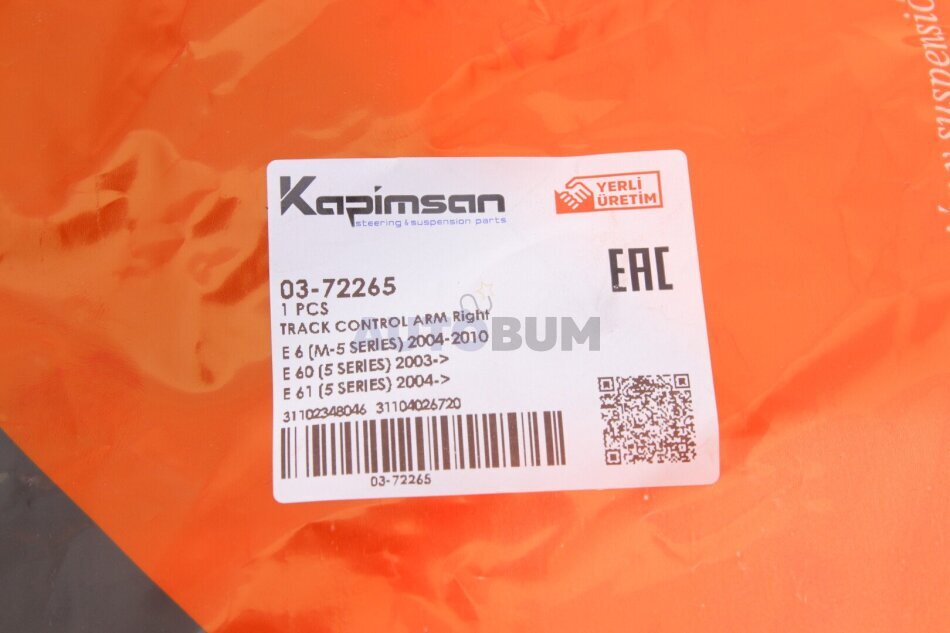 Kapimsan
steering & suspension parts
YERLİ
ÜRETİM
EAC
03-72265
1 PCS
TRACK CONTROL ARM Right
AUTOBUM
E 6 (M-5 SERIES) 2004-2010
E 60 (5 SERIES) 2003->
E 61 (5 SERIES) 2004->
31102348046 31104026720
03-72265
suspension